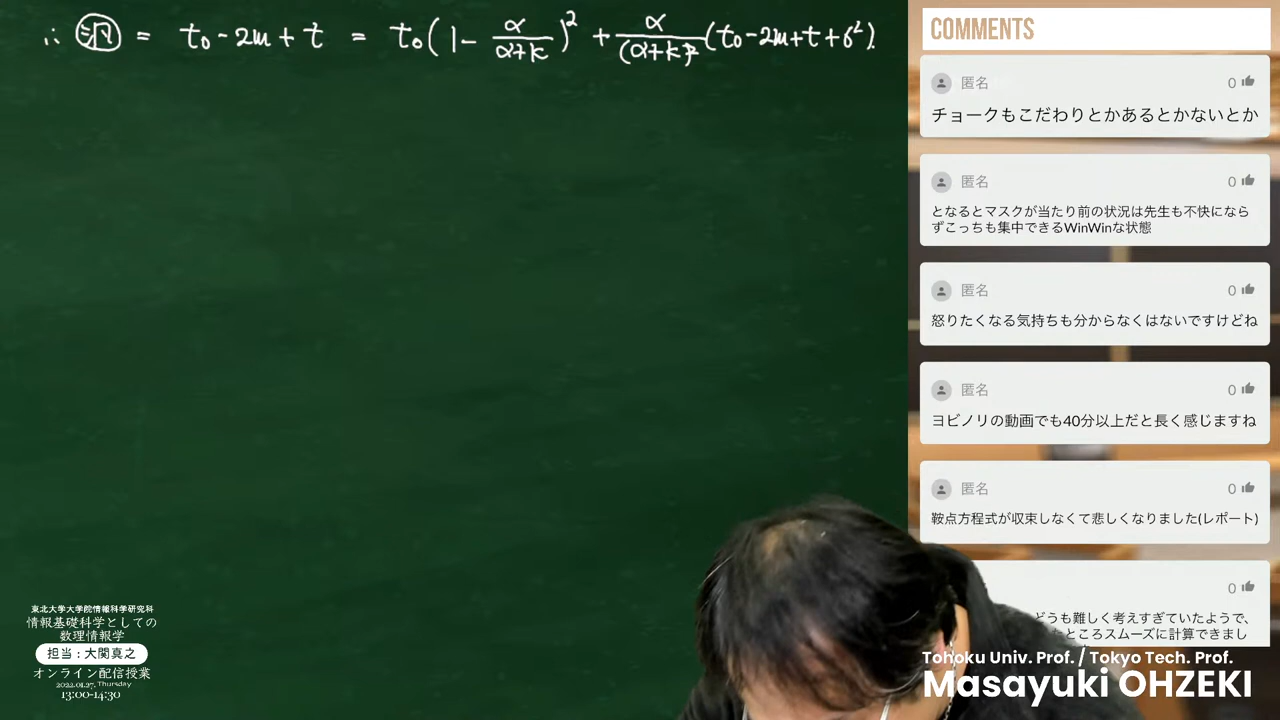 ∴ 誤 = t₀ - 2m + t = t₀(1 - α/(α+k))² + α/(α+k)²(t₀-2m+t+σ²).
COMMENTS
匿名 0
チョークもこだわりとかあるとかないとか
匿名 0
となるとマスクが当たり前の状況は先生も不快になら
ずこっちも集中できるWinWinな状態
匿名 0
怒りたくなる気持ちも分からなくはないですけどね
匿名 0
ヨビノリの動画でも40分以上だと長く感じますね
匿名 0
鞍点方程式が収束しなくて悲しくなりました(レポート)
0
どうも難しく考えすぎていたようで、
たところスムーズに計算できまし
東北大学大学院情報科学研究科
情報基礎科学としての
数理情報学
担当:大関真之
オンライン配信授業
2022.01.27, Thursday
13:00-14:30
Tohoku Univ. Prof. / Tokyo Tech. Prof.
Masayuki OHZEKI